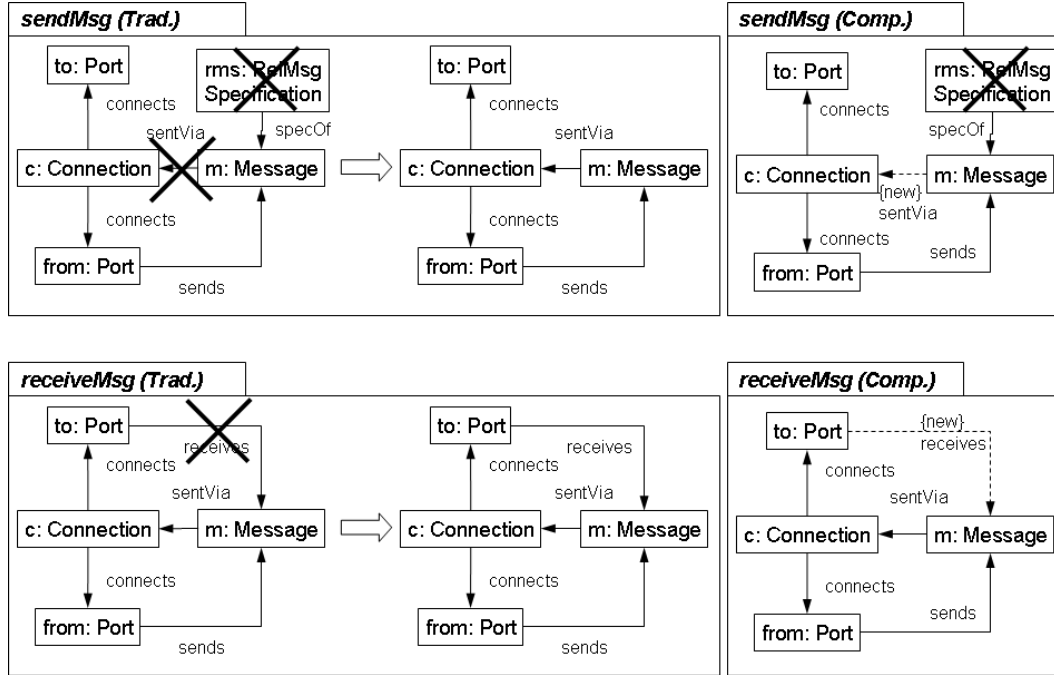 sendMsg (Trad.)
to: Port
rms: RelMsg
Specification
connects
sentVia
specOf
c: Connection
m: Message
connects
from: Port
sends
to: Port
connects
sentVia
c: Connection
m: Message
connects
from: Port
sends
sendMsg (Comp.)
to: Port
rms: RelMsg
Specification
connects
specOf
c: Connection
m: Message
{new}
sentVia
connects
sends
from: Port
receiveMsg (Trad.)
to: Port
receives
connects
sentVia
c: Connection
m: Message
connects
from: Port
sends
to: Port
receives
connects
sentVia
c: Connection
m: Message
connects
from: Port
sends
receiveMsg (Comp.)
to: Port
{new}
receives
connects
sentVia
c: Connection
m: Message
connects
sends
from: Port